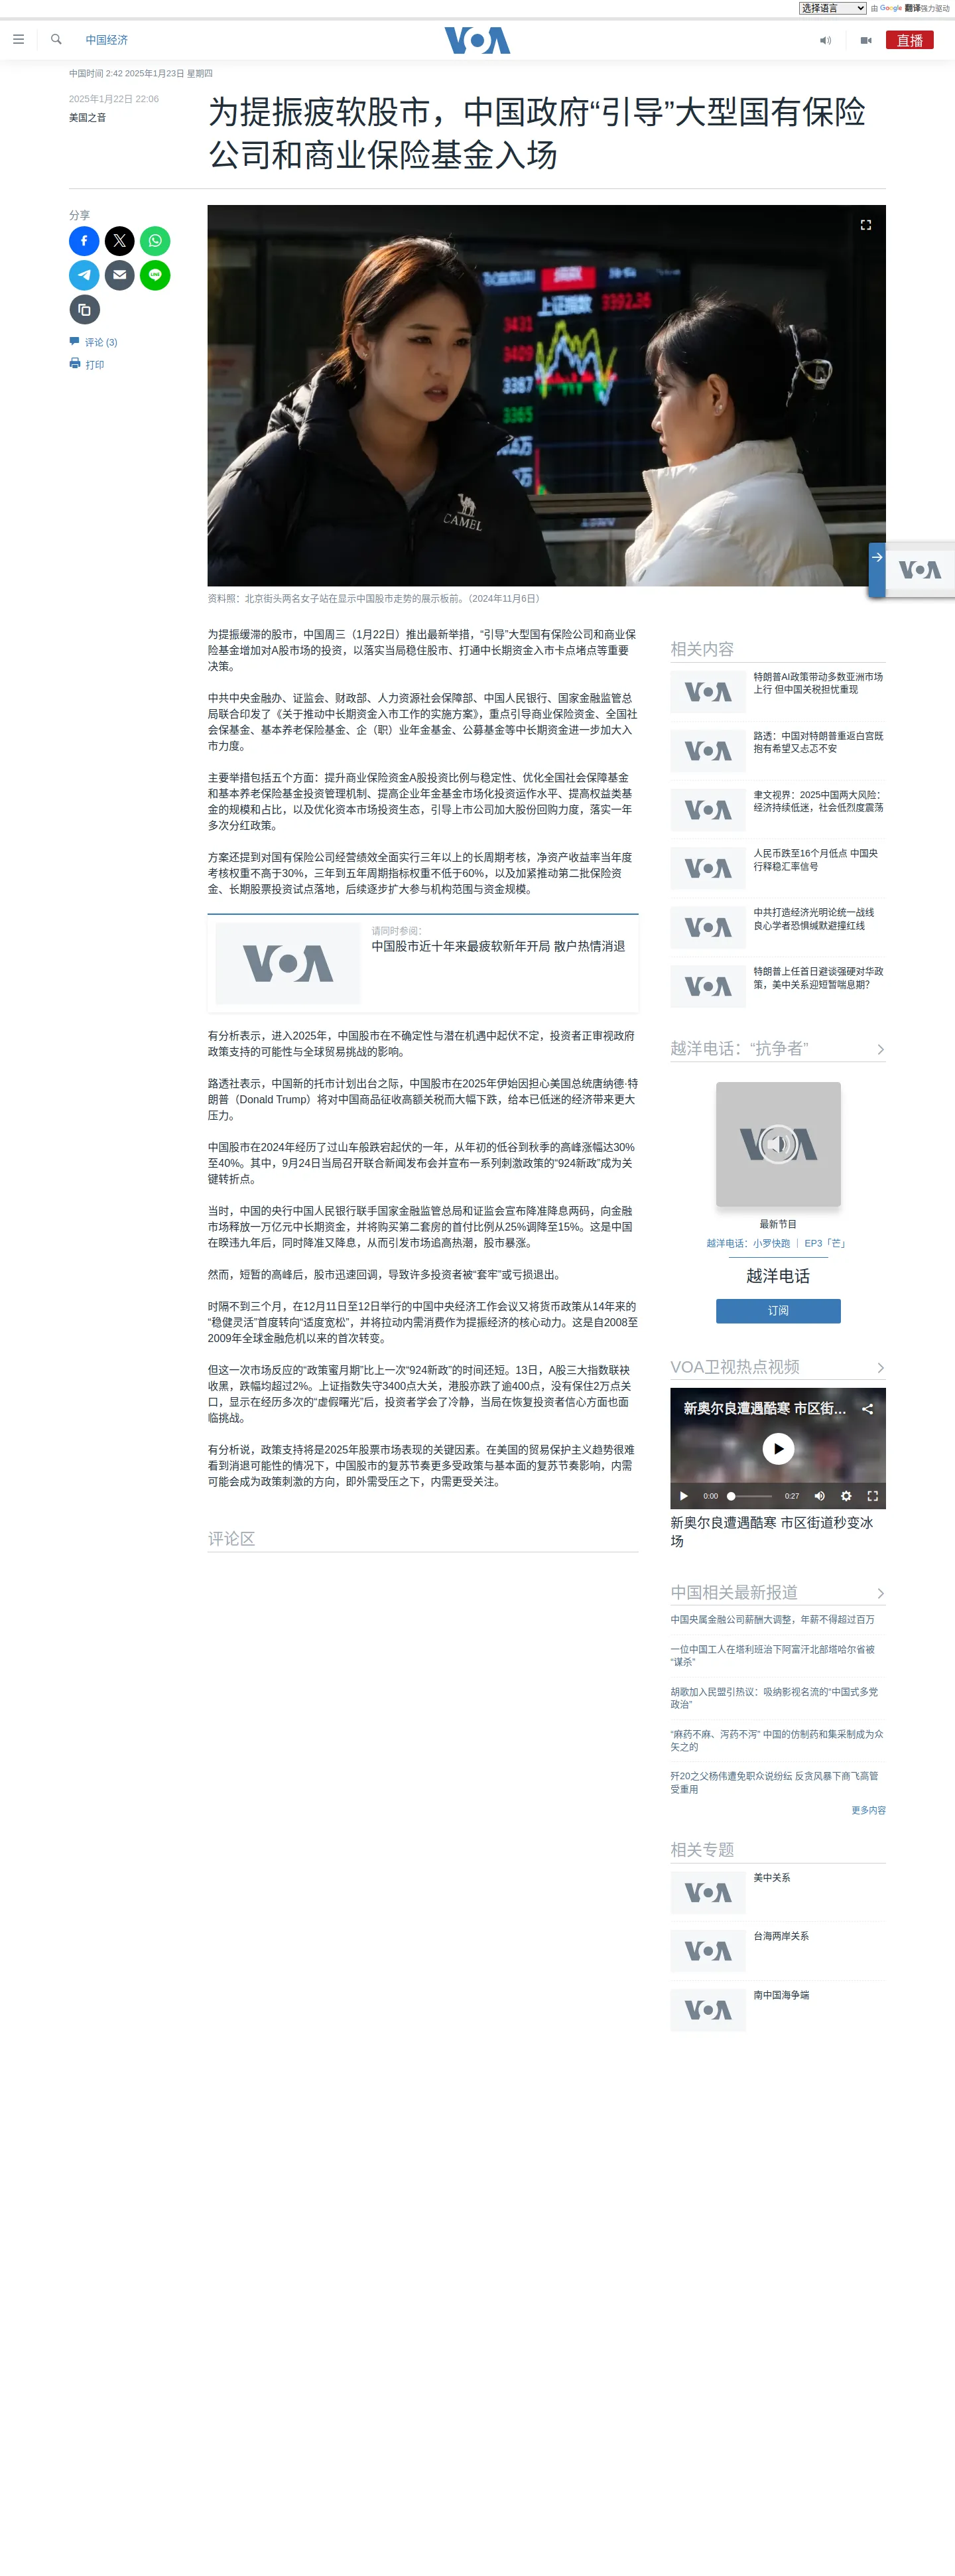 选择语言 由 Google 翻译强力驱动
中国经济
VOA
直播
中国时间 2:42 2025年1月23日 星期四
2025年1月22日 22:06
美国之音
为提振疲软股市，中国政府“引导”大型国有保险
公司和商业保险基金入场
分享
评论 (3)
打印
上证指数 3392.36
3431
3409
3387
3365
CAMEL
资料照：北京街头两名女子站在显示中国股市走势的展示板前。（2024年11月6日）
VOA
为提振缓滞的股市，中国周三（1月22日）推出最新举措，“引导”大型国有保险公司和商业保
险基金增加对A股市场的投资，以落实当局稳住股市、打通中长期资金入市卡点堵点等重要
决策。
中共中央金融办、证监会、财政部、人力资源社会保障部、中国人民银行、国家金融监管总
局联合印发了《关于推动中长期资金入市工作的实施方案》，重点引导商业保险资金、全国社
会保基金、基本养老保险基金、企（职）业年金基金、公募基金等中长期资金进一步加大入
市力度。
主要举措包括五个方面：提升商业保险资金A股投资比例与稳定性、优化全国社会保障基金
和基本养老保险基金投资管理机制、提高企业年金基金市场化投资运作水平、提高权益类基
金的规模和占比，以及优化资本市场投资生态，引导上市公司加大股份回购力度，落实一年
多次分红政策。
方案还提到对国有保险公司经营绩效全面实行三年以上的长周期考核，净资产收益率当年度
考核权重不高于30%，三年到五年周期指标权重不低于60%，以及加紧推动第二批保险资
金、长期股票投资试点落地，后续逐步扩大参与机构范围与资金规模。
VOA
请同时参阅：
中国股市近十年来最疲软新年开局 散户热情消退
有分析表示，进入2025年，中国股市在不确定性与潜在机遇中起伏不定，投资者正审视政府
政策支持的可能性与全球贸易挑战的影响。
路透社表示，中国新的托市计划出台之际，中国股市在2025年伊始因担心美国总统唐纳德·特
朗普（Donald Trump）将对中国商品征收高额关税而大幅下跌，给本已低迷的经济带来更大
压力。
中国股市在2024年经历了过山车般跌宕起伏的一年，从年初的低谷到秋季的高峰涨幅达30%
至40%。其中，9月24日当局召开联合新闻发布会并宣布一系列刺激政策的“924新政”成为关
键转折点。
当时，中国的央行中国人民银行联手国家金融监管总局和证监会宣布降准降息两码，向金融
市场释放一万亿元中长期资金，并将购买第二套房的首付比例从25%调降至15%。这是中国
在睽违九年后，同时降准又降息，从而引发市场追高热潮，股市暴涨。
然而，短暂的高峰后，股市迅速回调，导致许多投资者被“套牢”或亏损退出。
时隔不到三个月，在12月11日至12日举行的中国中央经济工作会议又将货币政策从14年来的
“稳健灵活”首度转向“适度宽松”，并将拉动内需消费作为提振经济的核心动力。这是自2008至
2009年全球金融危机以来的首次转变。
但这一次市场反应的“政策蜜月期”比上一次“924新政”的时间还短。13日，A股三大指数联袂
收黑，跌幅均超过2%。上证指数失守3400点大关，港股亦跌了逾400点，没有保住2万点关
口，显示在经历多次的“虚假曙光”后，投资者学会了冷静，当局在恢复投资者信心方面也面
临挑战。
有分析说，政策支持将是2025年股票市场表现的关键因素。在美国的贸易保护主义趋势很难
看到消退可能性的情况下，中国股市的复苏节奏更多受政策与基本面的复苏节奏影响，内需
可能会成为政策刺激的方向，即外需受压之下，内需更受关注。
评论区
相关内容
VOA
特朗普AI政策带动多数亚洲市场
上行 但中国关税担忧重现
VOA
路透：中国对特朗普重返白宫既
抱有希望又忐忑不安
VOA
聿文视界：2025中国两大风险：
经济持续低迷，社会低烈度震荡
VOA
人民币跌至16个月低点 中国央
行释稳汇率信号
VOA
中共打造经济光明论统一战线
良心学者恐惧缄默避撞红线
VOA
特朗普上任首日避谈强硬对华政
策，美中关系迎短暂喘息期？
越洋电话：“抗争者”
VOA
最新节目
越洋电话：小罗快跑 ｜ EP3「芒」
越洋电话
订阅
VOA卫视热点视频
新奥尔良遭遇酷寒 市区街...
0:00
0:27
新奥尔良遭遇酷寒 市区街道秒变冰
场
中国相关最新报道
中国央属金融公司薪酬大调整，年薪不得超过百万
一位中国工人在塔利班治下阿富汗北部塔哈尔省被
“谋杀”
胡歌加入民盟引热议：吸纳影视名流的“中国式多党
政治”
“麻药不麻、泻药不泻” 中国的仿制药和集采制成为众
矢之的
歼20之父杨伟遭免职众说纷纭 反贪风暴下商飞高管
受重用
更多内容
相关专题
VOA
美中关系
VOA
台海两岸关系
VOA
南中国海争端